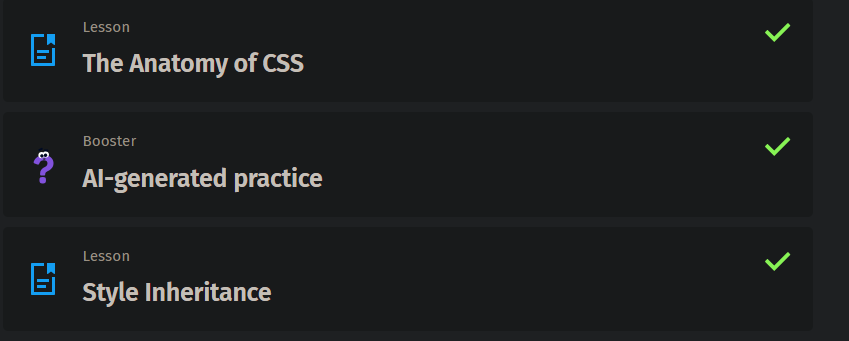 Lesson
The Anatomy of CSS
Booster
AI-generated practice
Lesson
Style Inheritance